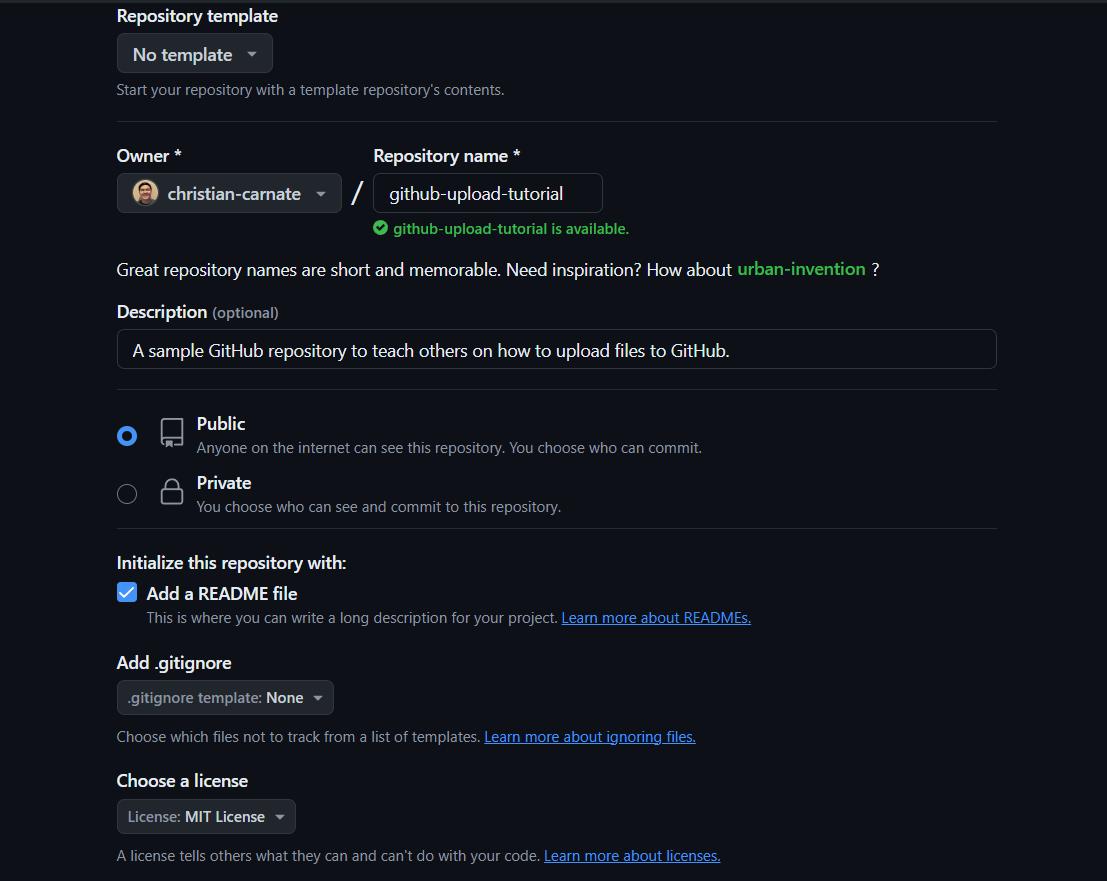 Repository template
No template
Start your repository with a template repository's contents.
Owner * Repository name *
christian-carnate / github-upload-tutorial
github-upload-tutorial is available.
Great repository names are short and memorable. Need inspiration? How about urban-invention ?
Description (optional)
A sample GitHub repository to teach others on how to upload files to GitHub.
Public
Anyone on the internet can see this repository. You choose who can commit.
Private
You choose who can see and commit to this repository.
Initialize this repository with:
Add a README file
This is where you can write a long description for your project. Learn more about READMEs.
Add .gitignore
.gitignore template: None
Choose which files not to track from a list of templates. Learn more about ignoring files.
Choose a license
License: MIT License
A license tells others what they can and can't do with your code. Learn more about licenses.